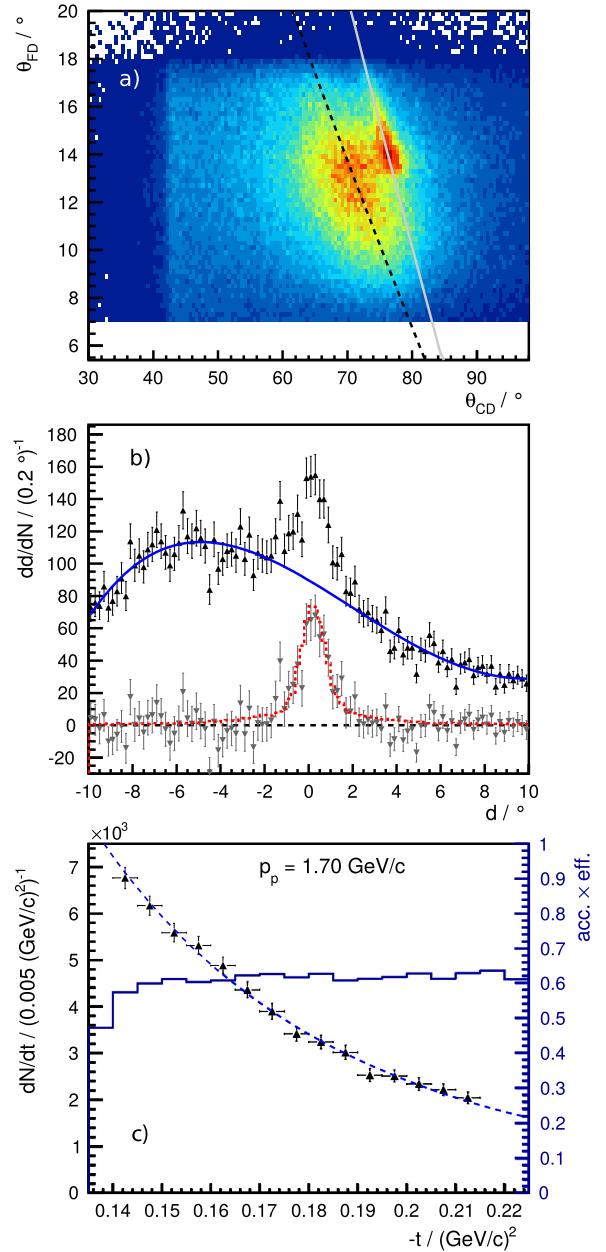 θFD / °
20
18
16
14
12
10
8
6
a)
30 40 50 60 70 80 90
θCD / °
dd/dN / (0.2 °)⁻¹
180
160
140
120
100
80
60
40
20
0
-20
b)
-10 -8 -6 -4 -2 0 2 4 6 8 10
d / °
×10³
pp = 1.70 GeV/c
dN/dt / (0.005 (GeV/c)²)⁻¹
7
6
5
4
3
2
1
0
c)
acc. × eff.
1
0.9
0.8
0.7
0.6
0.5
0.4
0.3
0.2
0.1
0
0.14 0.15 0.16 0.17 0.18 0.19 0.2 0.21 0.22
-t / (GeV/c)²